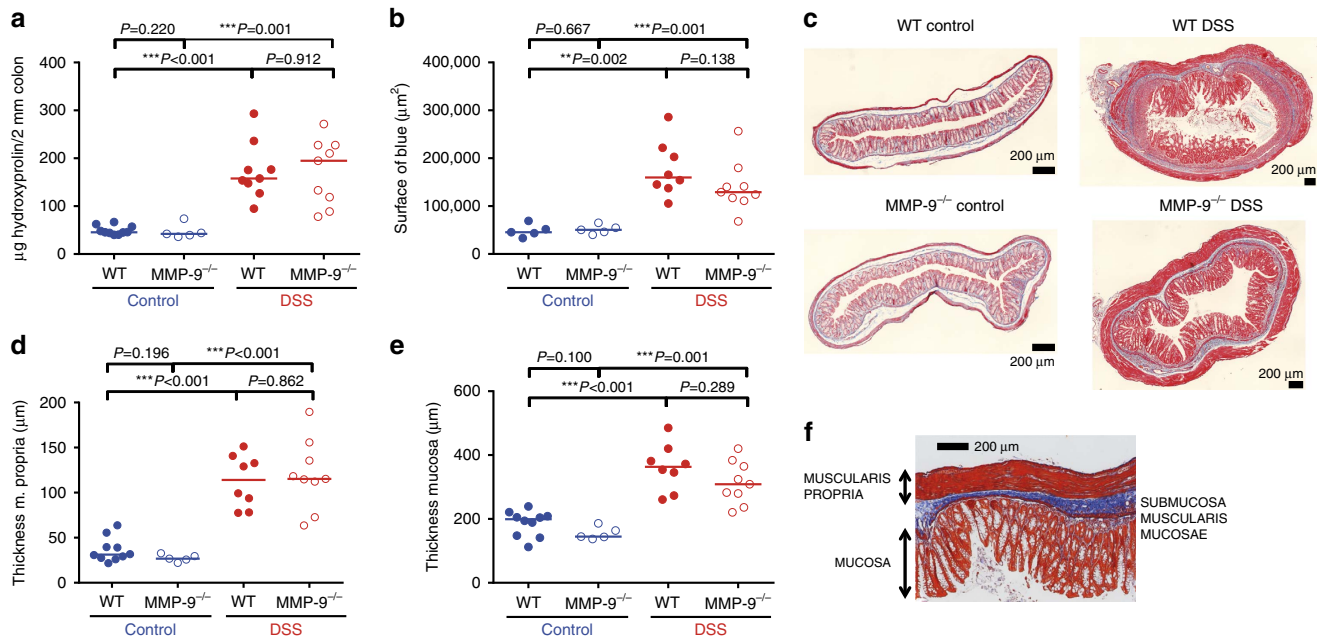 a
P=0.220
***P=0.001
***P<0.001
P=0.912
µg hydroxyprolin/2 mm colon
400
300
200
100
0
WT
MMP-9−/−
WT
MMP-9−/−
Control
DSS
b
P=0.667
***P=0.001
**P=0.002
P=0.138
Surface of blue (µm²)
400,000
300,000
200,000
100,000
0
WT
MMP-9−/−
WT
MMP-9−/−
Control
DSS
c
WT control
WT DSS
200 µm
200 µm
MMP-9−/− control
MMP-9−/− DSS
200 µm
200 µm
d
P=0.196
***P<0.001
***P<0.001
P=0.862
Thickness m. propria (µm)
200
150
100
50
0
WT
MMP-9−/−
WT
MMP-9−/−
Control
DSS
e
P=0.100
***P=0.001
***P<0.001
P=0.289
Thickness mucosa (µm)
600
400
200
0
WT
MMP-9−/−
WT
MMP-9−/−
Control
DSS
f
200 µm
MUSCULARIS
PROPRIA
MUCOSA
SUBMUCOSA
MUSCULARIS
MUCOSAE